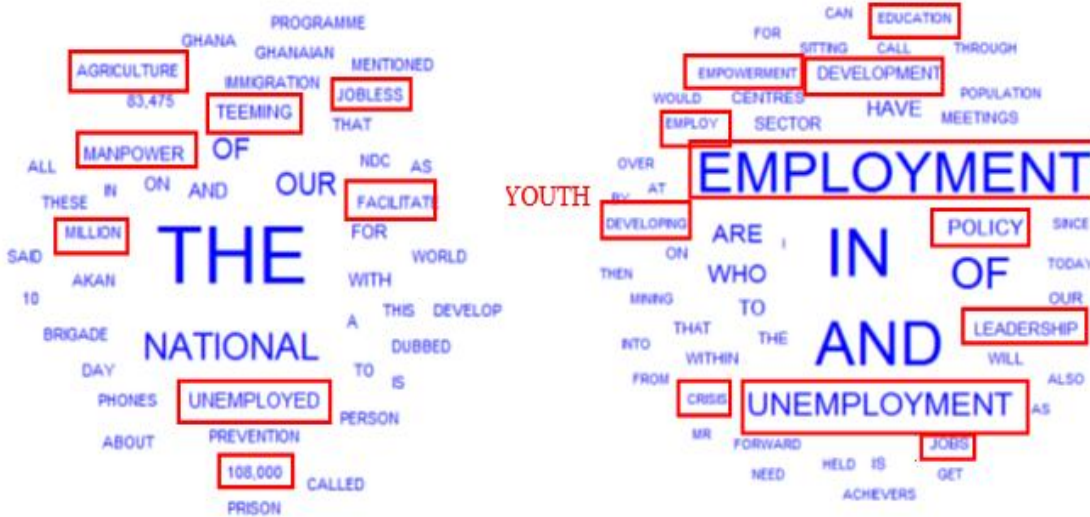 PROGRAMME
GHANA
GHANAIAN
AGRICULTURE
IMMIGRATION
MENTIONED
83,475
TEEMING
JOBLESS
THAT
MANPOWER
OF
ALL
IN
ON
AND
OUR
NDC
AS
THESE
FACILITATE
MILLION
THE
FOR
SAID
AKAN
WORLD
WITH
10
BRIGADE
A
THIS
DEVELOP
NATIONAL
DUBBED
DAY
TO
IS
PHONES
UNEMPLOYED
PERSON
ABOUT
PREVENTION
108,000
CALLED
PRISON
YOUTH
CAN
EDUCATION
FOR
SITTING
CALL
THROUGH
EMPOWERMENT
DEVELOPMENT
WOULD
CENTRES
HAVE
POPULATION
EMPLOY
SECTOR
MEETINGS
OVER
EMPLOYMENT
AT
BY
DEVELOPING
ARE
I
IN
POLICY
SINCE
ON
THEN
WHO
OF
TODAY
MINING
TO
OUR
INTO
THAT
THE
AND
LEADERSHIP
WITHIN
WILL
FROM
ALSO
CRISIS
UNEMPLOYMENT
AS
MR
FORWARD
JOBS
NEED
HELD
IS
GET
ACHIEVERS